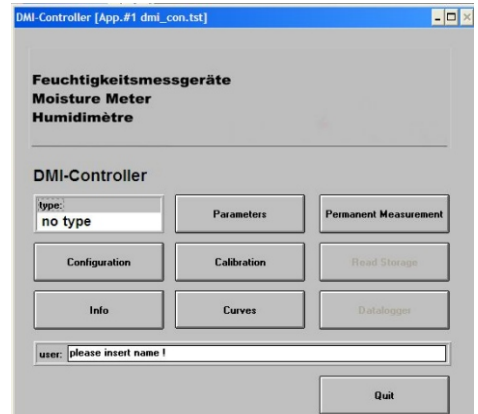 DMI-Controller [App.#1 dmi_con.tst]
Feuchtigkeitsmessgeräte
Moisture Meter
Humidimètre
DMI-Controller
type:
no type
Parameters
Permanent Measurement
Configuration
Calibration
Read Storage
Info
Curves
Datalogger
user: please insert name !
Quit